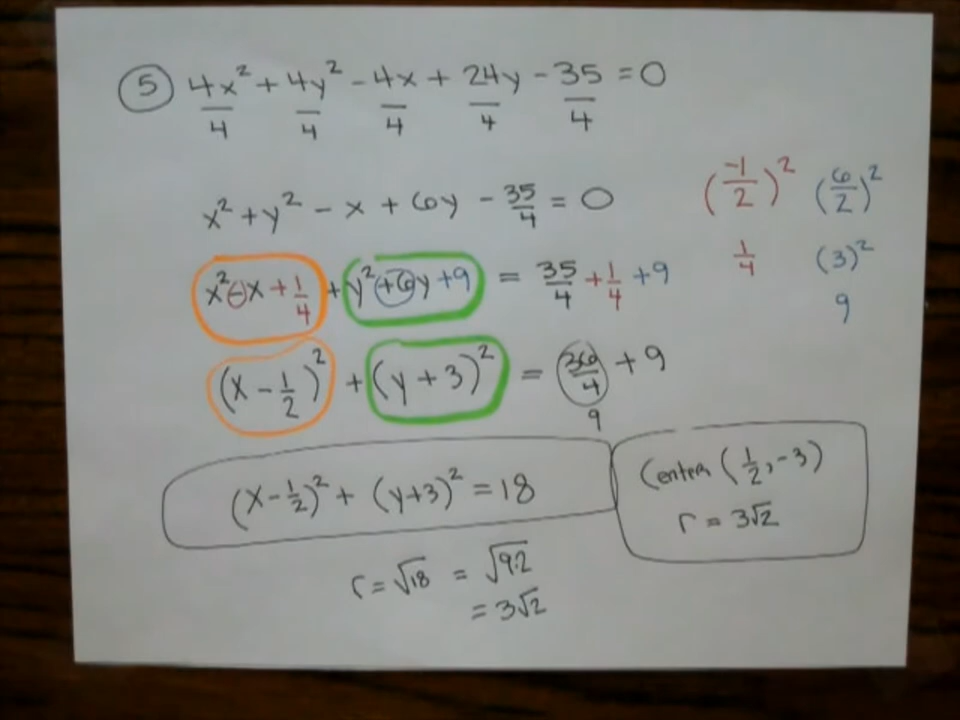 ⑤ 4x²/4 + 4y²/4 - 4x/4 + 24y/4 - 35/4 = 0
x² + y² - x + 6y - 35/4 = 0
(-1/2)² (6/2)²
1/4 (3)²
9
x² - x + 1/4 + y² + 6y + 9 = 35/4 + 1/4 + 9
(x - 1/2)² + (y + 3)² = 36/4 + 9
9
(x - 1/2)² + (y+3)² = 18
Center (1/2, -3)
r = 3√2
r = √18 = √9·2
= 3√2